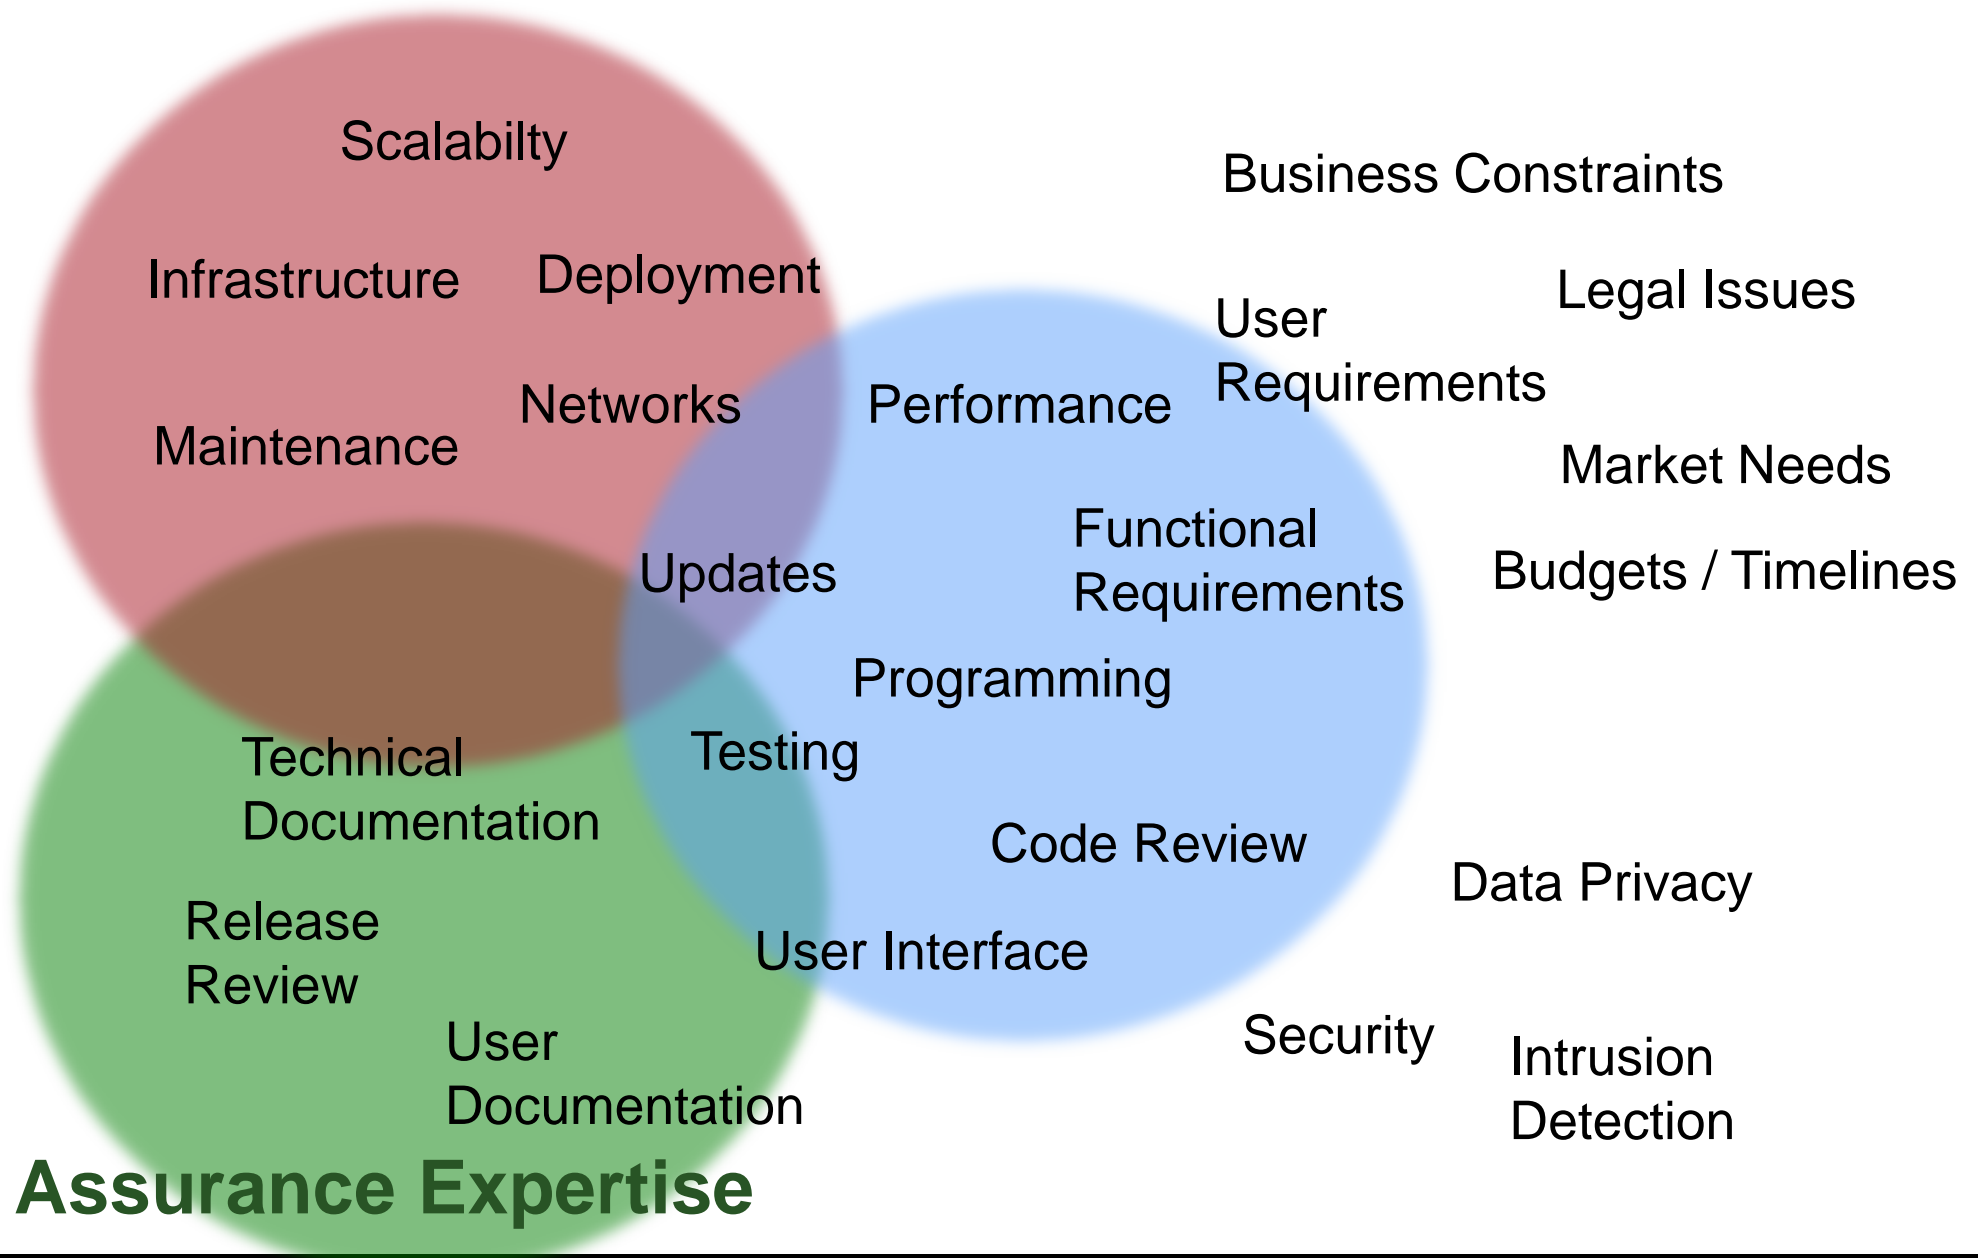 Scalabilty
Business Constraints
Infrastructure
Deployment
Legal Issues
User
Requirements
Networks
Performance
Maintenance
Market Needs
Functional
Requirements
Updates
Budgets / Timelines
Programming
Testing
Technical
Documentation
Code Review
Data Privacy
Release
Review
User Interface
User
Documentation
Security
Intrusion
Detection
Assurance Expertise